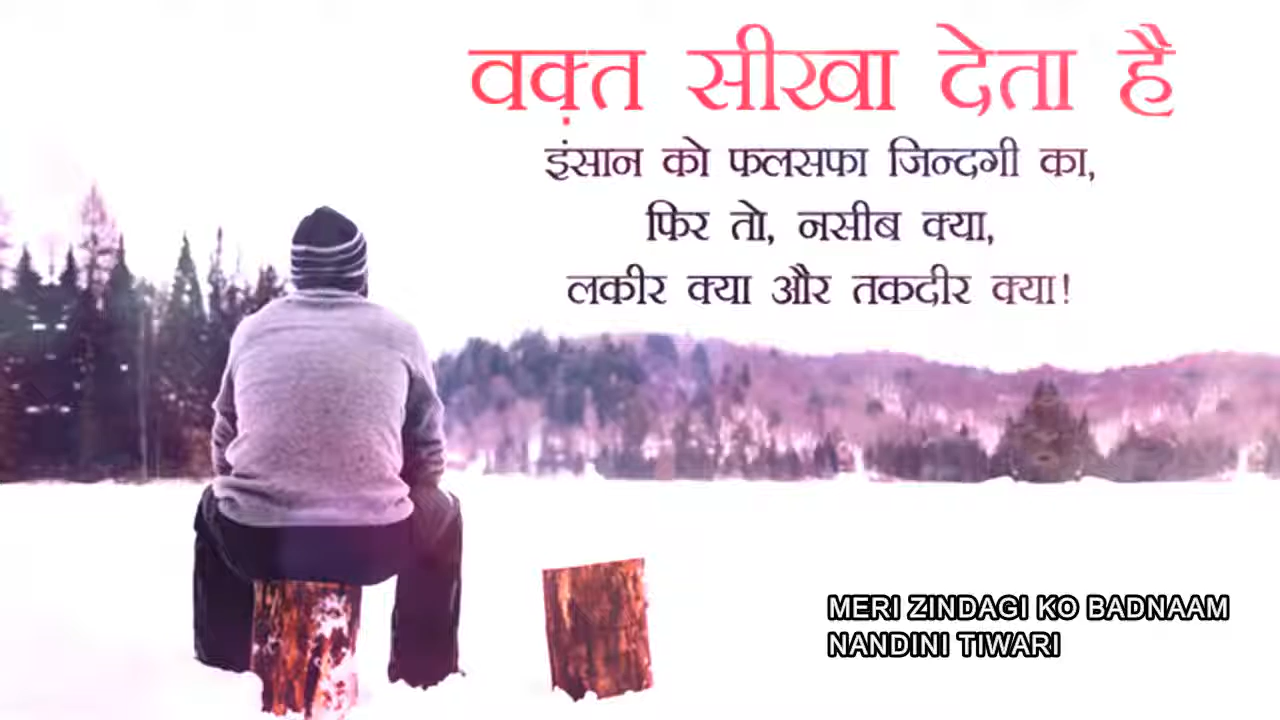 वक़्त सीखा देता है
इंसान को फलसफा जिन्दगी का,
फिर तो, नसीब क्या,
लकीर क्या और तकदीर क्या!
MERI ZINDAGI KO BADNAAM
NANDINI TIWARI